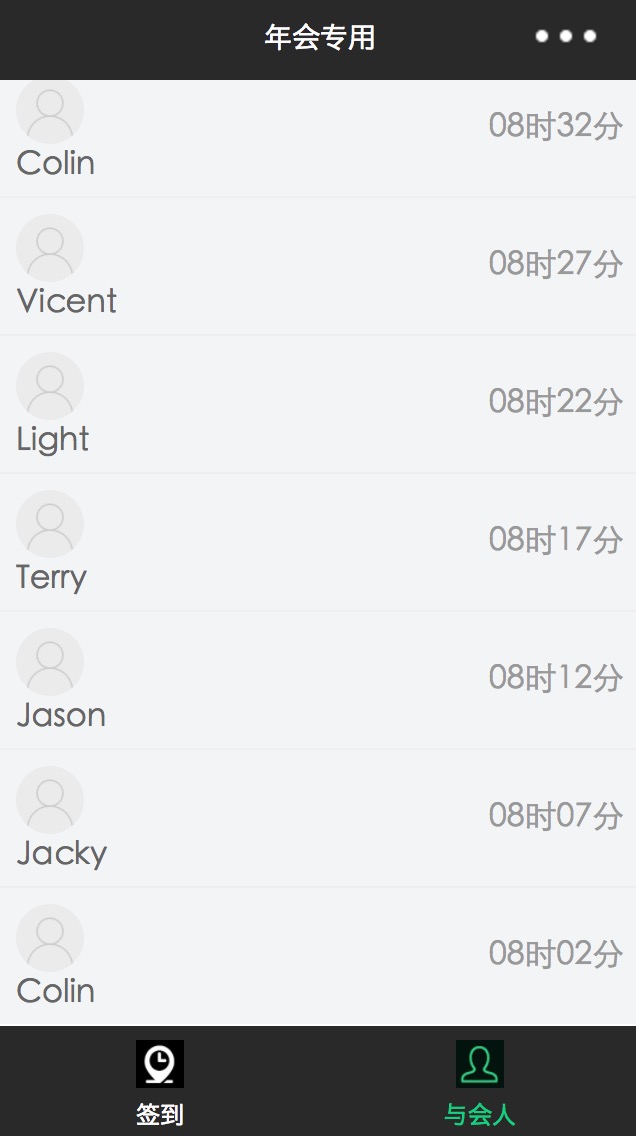 年会专用
08时32分
Colin
08时27分
Vicent
08时22分
Light
08时17分
Terry
08时12分
Jason
08时07分
Jacky
08时02分
Colin
签到
与会人